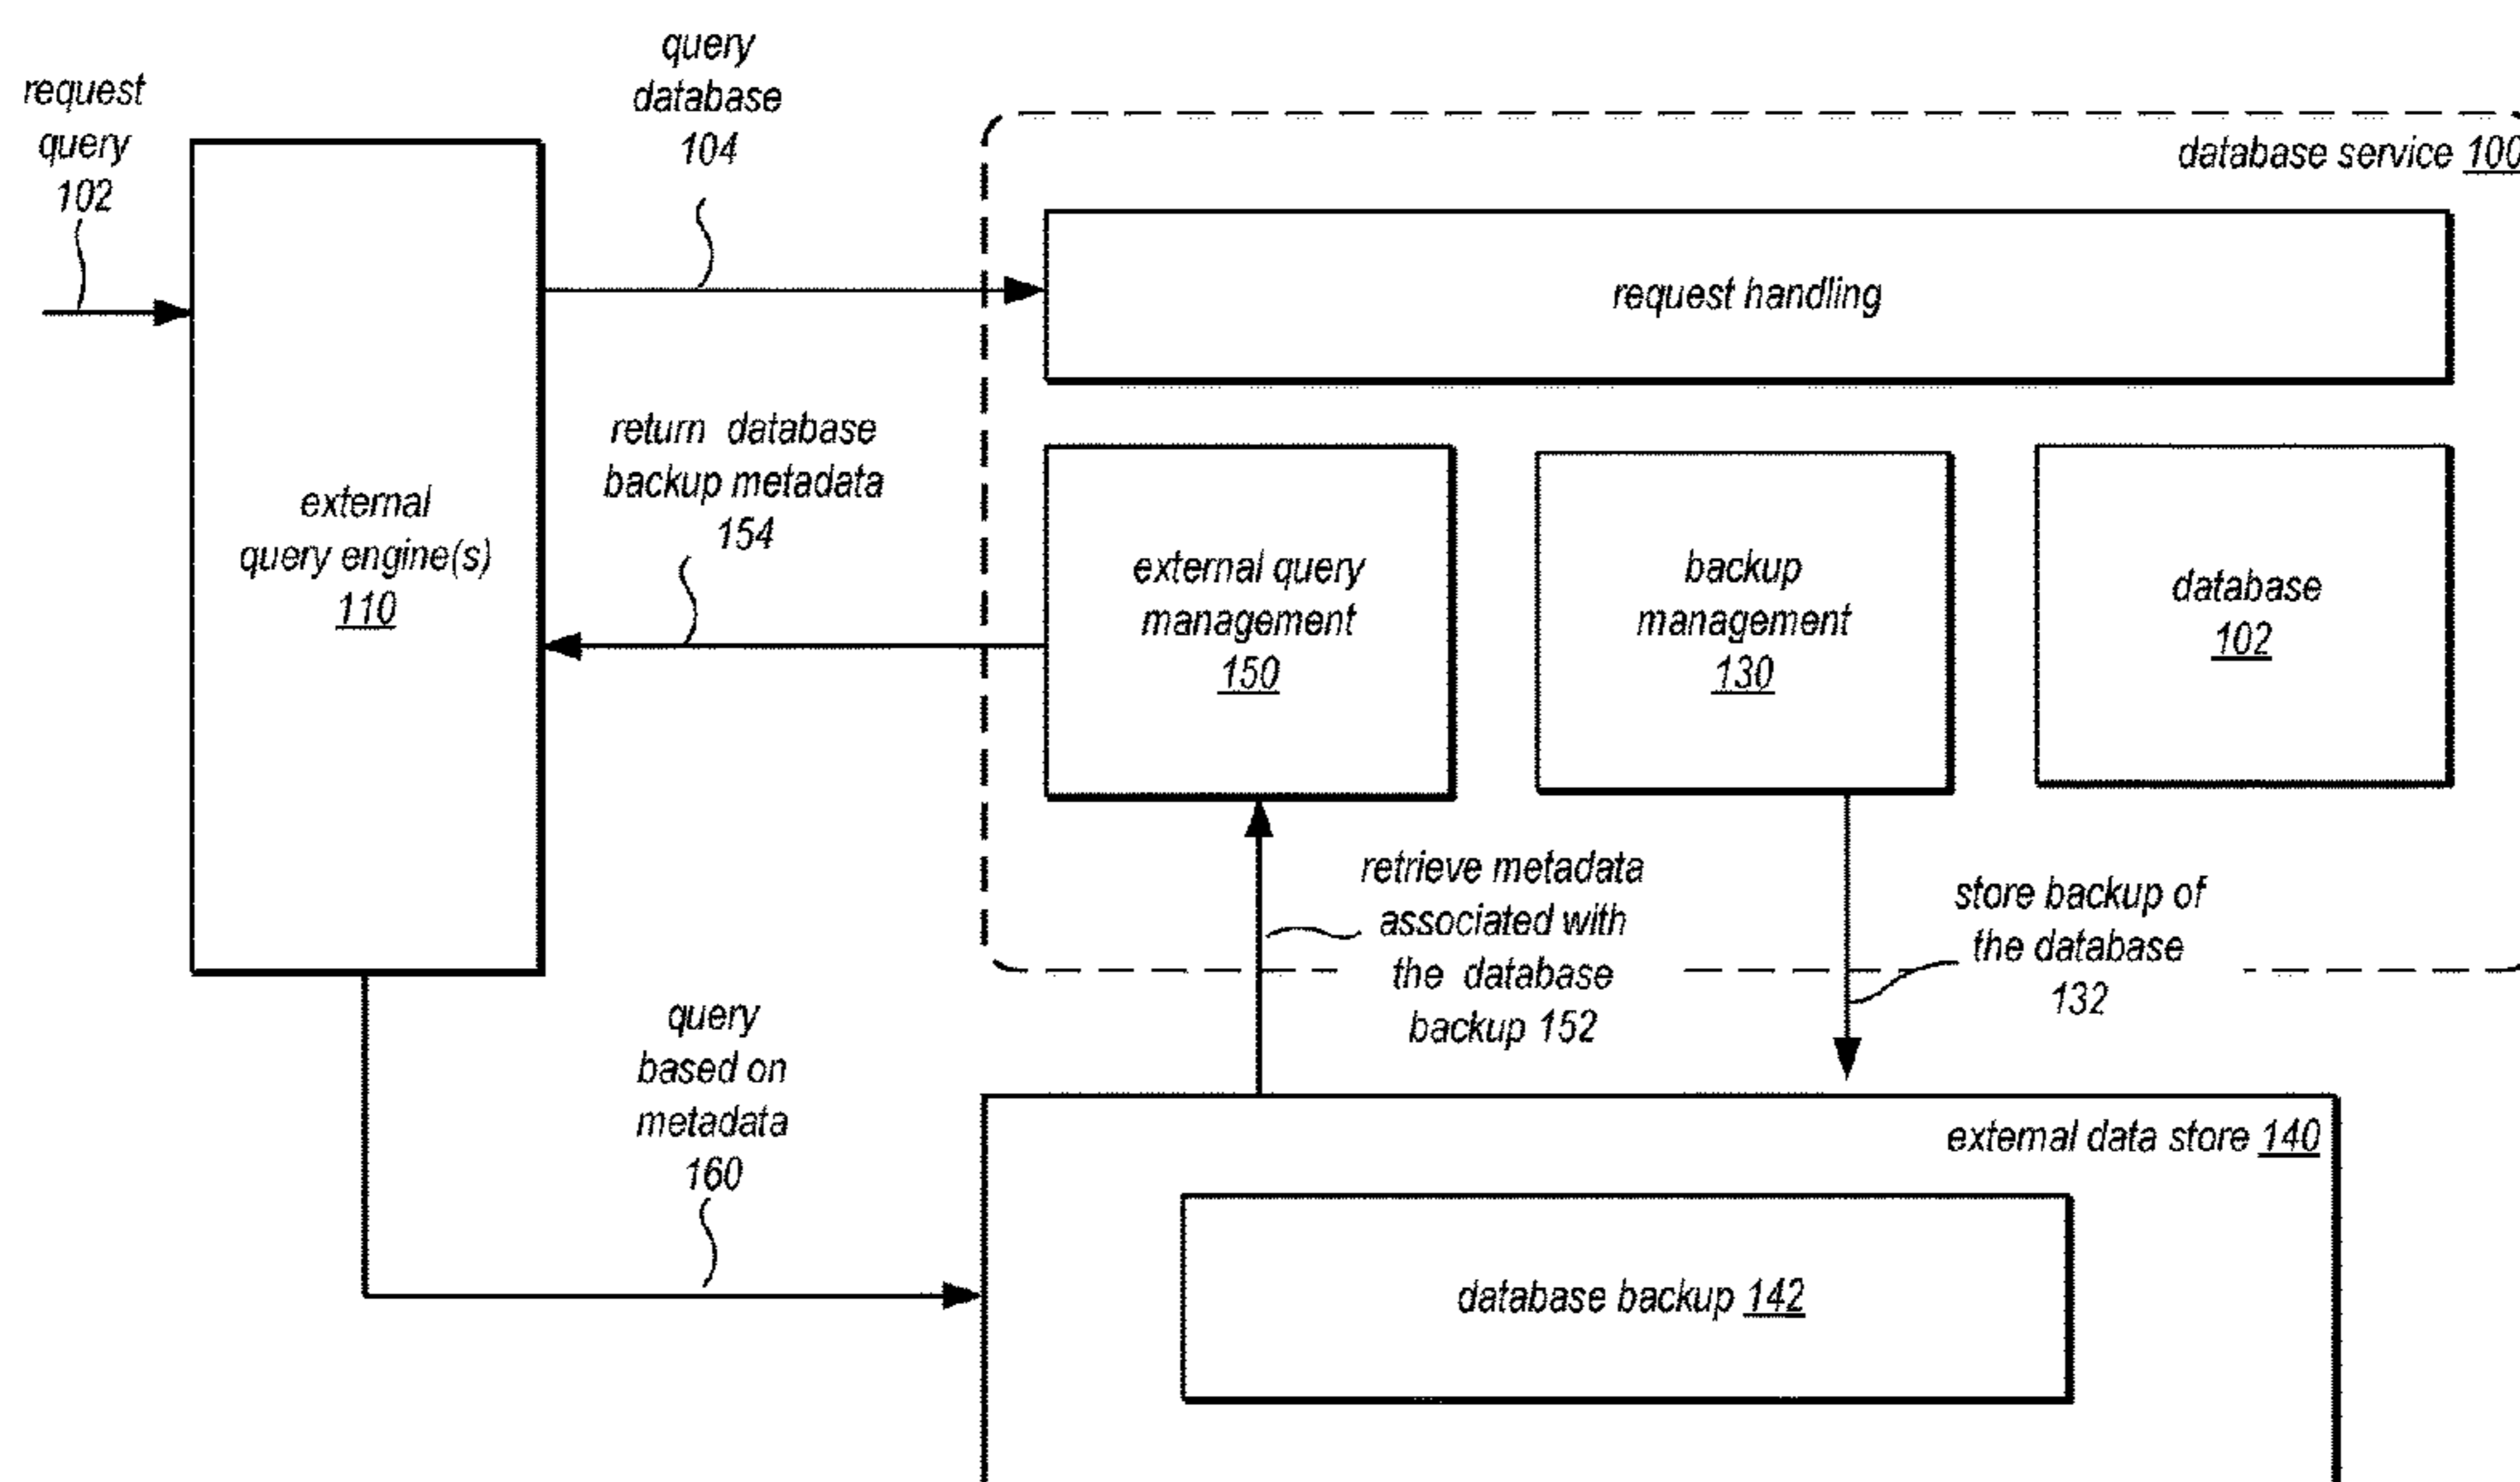 request
query
102
query
database
104
database service 100
request handling
external
query engine(s)
110
return database
backup metadata
154
external query
management
150
backup
management
130
database
102
retrieve metadata
associated with
the database
backup 152
store backup of
the database
132
query
based on
metadata
160
external data store 140
database backup 142